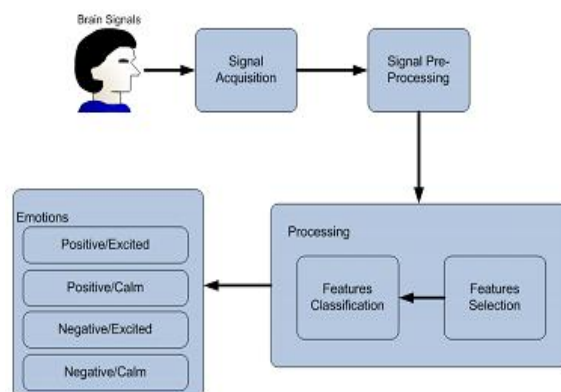 Brain Signals
Signal
Acquisition
Signal Pre-
Processing
Processing
Features
Classification
Features
Selection
Emotions
Positive/Excited
Positive/Calm
Negative/Excited
Negative/Calm